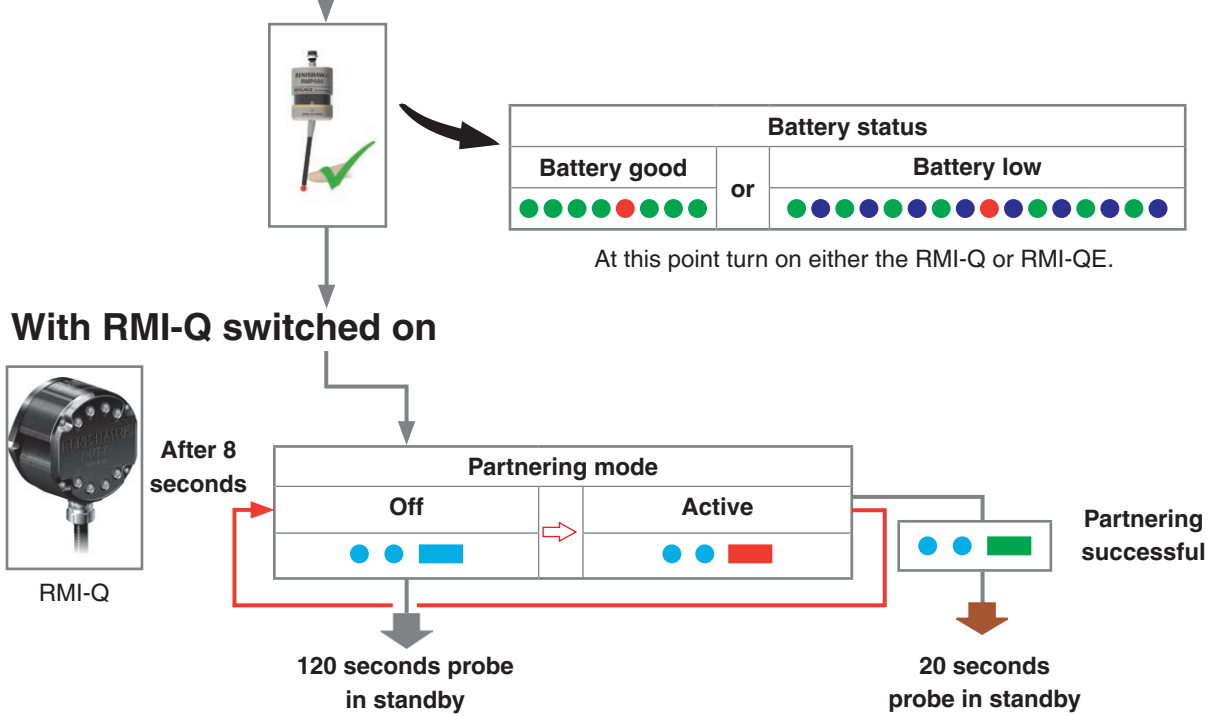 RENISHAW
RMP400
Battery status
Battery good
or
Battery low
At this point turn on either the RMI-Q or RMI-QE.
With RMI-Q switched on
After 8
seconds
RMI-Q
Partnering mode
Off
Active
Partnering
successful
120 seconds probe
in standby
20 seconds
probe in standby